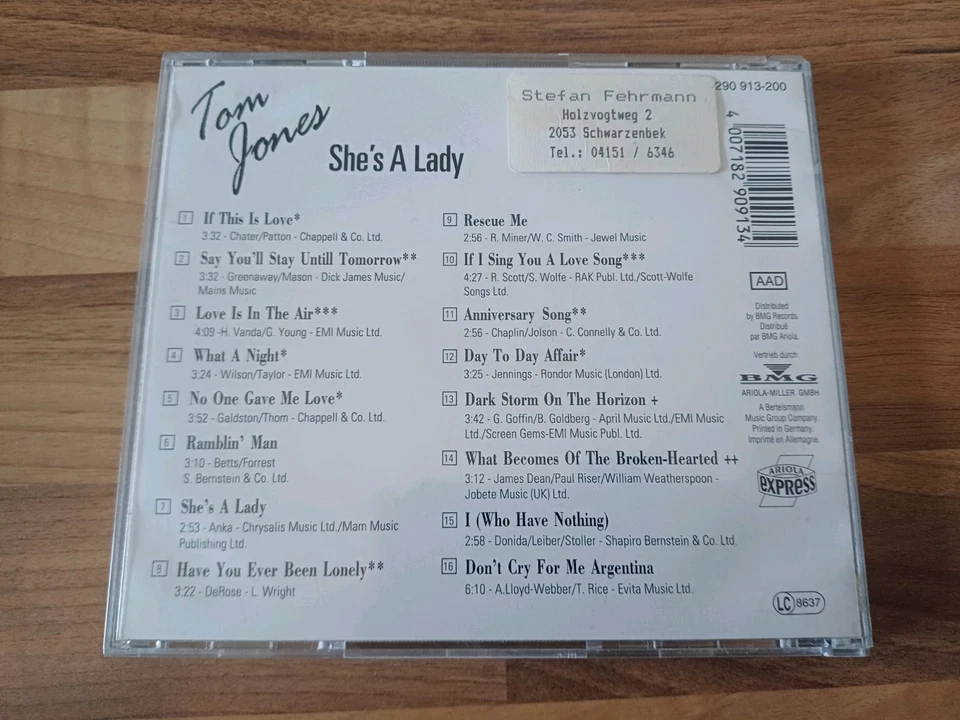 Tom
Jones
She's A Lady
Stefan Fehrmann
Holzvogtweg 2
2053 Schwarzenbek
Tel.: 04151 / 6346
290 913-200
4 007182 909134
1 If This Is Love*
3:32 - Chater/Patton - Chappell & Co. Ltd.
2 Say You'll Stay Untill Tomorrow**
3:32 - Greenaway/Mason - Dick James Music/
Mains Music
3 Love Is In The Air***
4:09 -H. Vanda/G. Young - EMI Music Ltd.
4 What A Night*
3:24 - Wilson/Taylor - EMI Music Ltd.
5 No One Gave Me Love*
3:52 - Galdston/Thom - Chappell & Co. Ltd.
6 Ramblin' Man
3:10 - Betts/Forrest
S. Bernstein & Co. Ltd.
7 She's A Lady
2:53 - Anka - Chrysalis Music Ltd./Mam Music
Publishing Ltd.
8 Have You Ever Been Lonely**
3:22 - DeRose - L. Wright
9 Rescue Me
2:56 - R. Miner/W. C. Smith - Jewel Music
10 If I Sing You A Love Song***
4:27 - R. Scott/S. Wolfe - RAK Publ. Ltd./Scott-Wolfe
Songs Ltd.
11 Anniversary Song**
2:56 - Chaplin/Jolson - C. Connelly & Co. Ltd.
12 Day To Day Affair*
3:25 - Jennings - Rondor Music (London) Ltd.
13 Dark Storm On The Horizon +
3:42 - G. Goffin/B. Goldberg - April Music Ltd./EMI Music
Ltd./Screen Gems-EMI Music Publ. Ltd.
14 What Becomes Of The Broken-Hearted ++
3:12 - James Dean/Paul Riser/William Weatherspoon -
Jobete Music (UK) Ltd.
15 I (Who Have Nothing)
2:58 - Donida/Leiber/Stoller - Shapiro Bernstein & Co. Ltd.
16 Don't Cry For Me Argentina
6:10 - A.Lloyd-Webber/T. Rice - Evita Music Ltd.
AAD
Distributed
by BMG Records.
Distribué
par BMG Ariola.
Vertrieb durch:
BMG
ARIOLA-MILLER GMBH
A Bertelsmann
Music Group Company.
Printed in Germany.
Imprimé en Allemagne.
ARIOLA
express
LC 8637